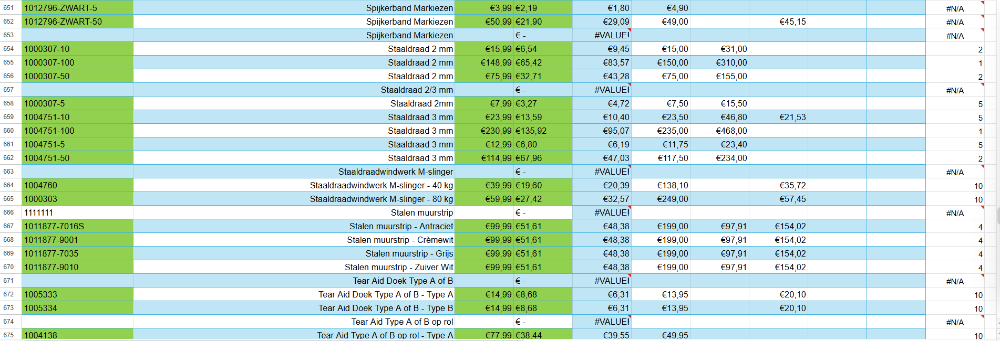 651 1012796-ZWART-5 Spijkerband Markiezen €3,99 €2,19 €1,80 €4,90 #N/A
652 1012796-ZWART-50 Spijkerband Markiezen €50,99 €21,90 €29,09 €49,00 €45,15 #N/A
653 Spijkerband Markiezen € - #VALUE! #N/A
654 1000307-10 Staaldraad 2 mm €15,99 €6,54 €9,45 €15,00 €31,00 2
655 1000307-100 Staaldraad 2 mm €148,99 €65,42 €83,57 €150,00 €310,00 1
656 1000307-50 Staaldraad 2 mm €75,99 €32,71 €43,28 €75,00 €155,00 2
657 Staaldraad 2/3 mm € - #VALUE! #N/A
658 1000307-5 Staaldraad 2mm €7,99 €3,27 €4,72 €7,50 €15,50 5
659 1004751-10 Staaldraad 3 mm €23,99 €13,59 €10,40 €23,50 €46,80 €21,53 5
660 1004751-100 Staaldraad 3 mm €230,99 €135,92 €95,07 €235,00 €468,00 1
661 1004751-5 Staaldraad 3 mm €12,99 €6,80 €6,19 €11,75 €23,40 5
662 1004751-50 Staaldraad 3 mm €114,99 €67,96 €47,03 €117,50 €234,00 2
663 Staaldraadwindwerk M-slinger € - #VALUE! #N/A
664 1004760 Staaldraadwindwerk M-slinger - 40 kg €39,99 €19,60 €20,39 €138,10 €35,72 10
665 1000303 Staaldraadwindwerk M-slinger - 80 kg €59,99 €27,42 €32,57 €249,00 €57,45 10
666 1111111 Stalen muurstrip € - #VALUE! #N/A
667 1011877-7016S Stalen muurstrip - Antraciet €99,99 €51,61 €48,38 €199,00 €97,91 €154,02 4
668 1011877-9001 Stalen muurstrip - Crèmewit €99,99 €51,61 €48,38 €199,00 €97,91 €154,02 4
669 1011877-7035 Stalen muurstrip - Grijs €99,99 €51,61 €48,38 €199,00 €97,91 €154,02 4
670 1011877-9010 Stalen muurstrip - Zuiver Wit €99,99 €51,61 €48,38 €199,00 €97,91 €154,02 4
671 Tear Aid Doek Type A of B € - #VALUE! #N/A
672 1005333 Tear Aid Doek Type A of B - Type A €14,99 €8,68 €6,31 €13,95 €20,10 10
673 1005334 Tear Aid Doek Type A of B - Type B €14,99 €8,68 €6,31 €13,95 €20,10 10
674 Tear Aid Type A of B op rol € - #VALUE! #N/A
675 1004138 Tear Aid Type A of B op rol - Type A €77,99 €38,44 €39,55 €49,95 10